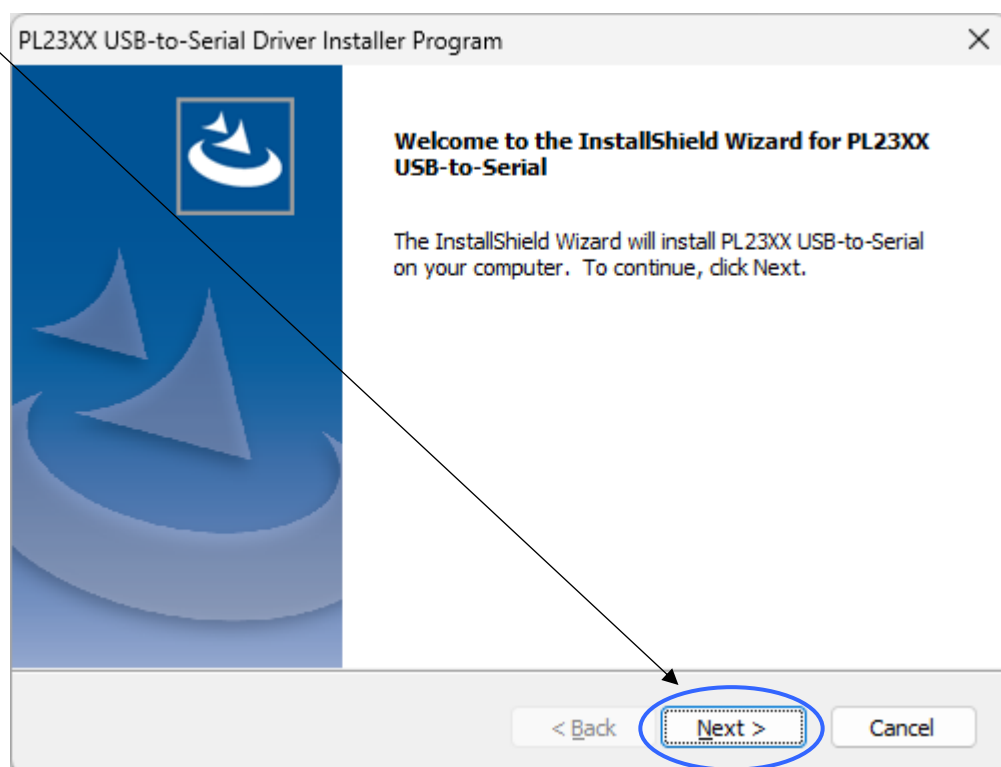 PL23XX USB-to-Serial Driver Installer Program
Welcome to the InstallShield Wizard for PL23XX
USB-to-Serial
The InstallShield Wizard will install PL23XX USB-to-Serial
on your computer. To continue, click Next.
< Back Next > Cancel